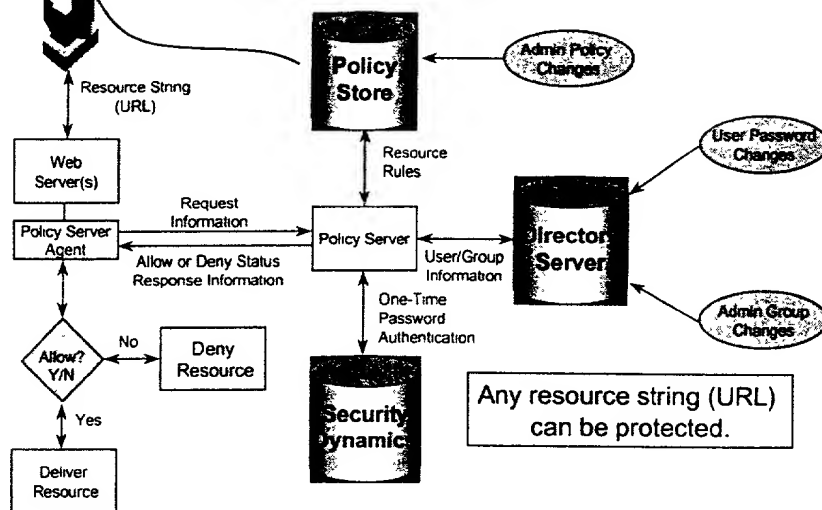 Policy
Store
Admin Policy
Changes
Resource String
(URL)
Resource
Rules
User Password
Changes
Web
Server(s)
Request
Information
Policy Server
Agent
Policy Server
Director
Server
Allow or Deny Status
Response Information
User/Group
Information
One-Time
Password
Authentication
Admin Group
Changes
Allow?
Y/N
No
Deny
Resource
Yes
Security
Dynamic
Any resource string (URL)
can be protected.
Deliver
Resource